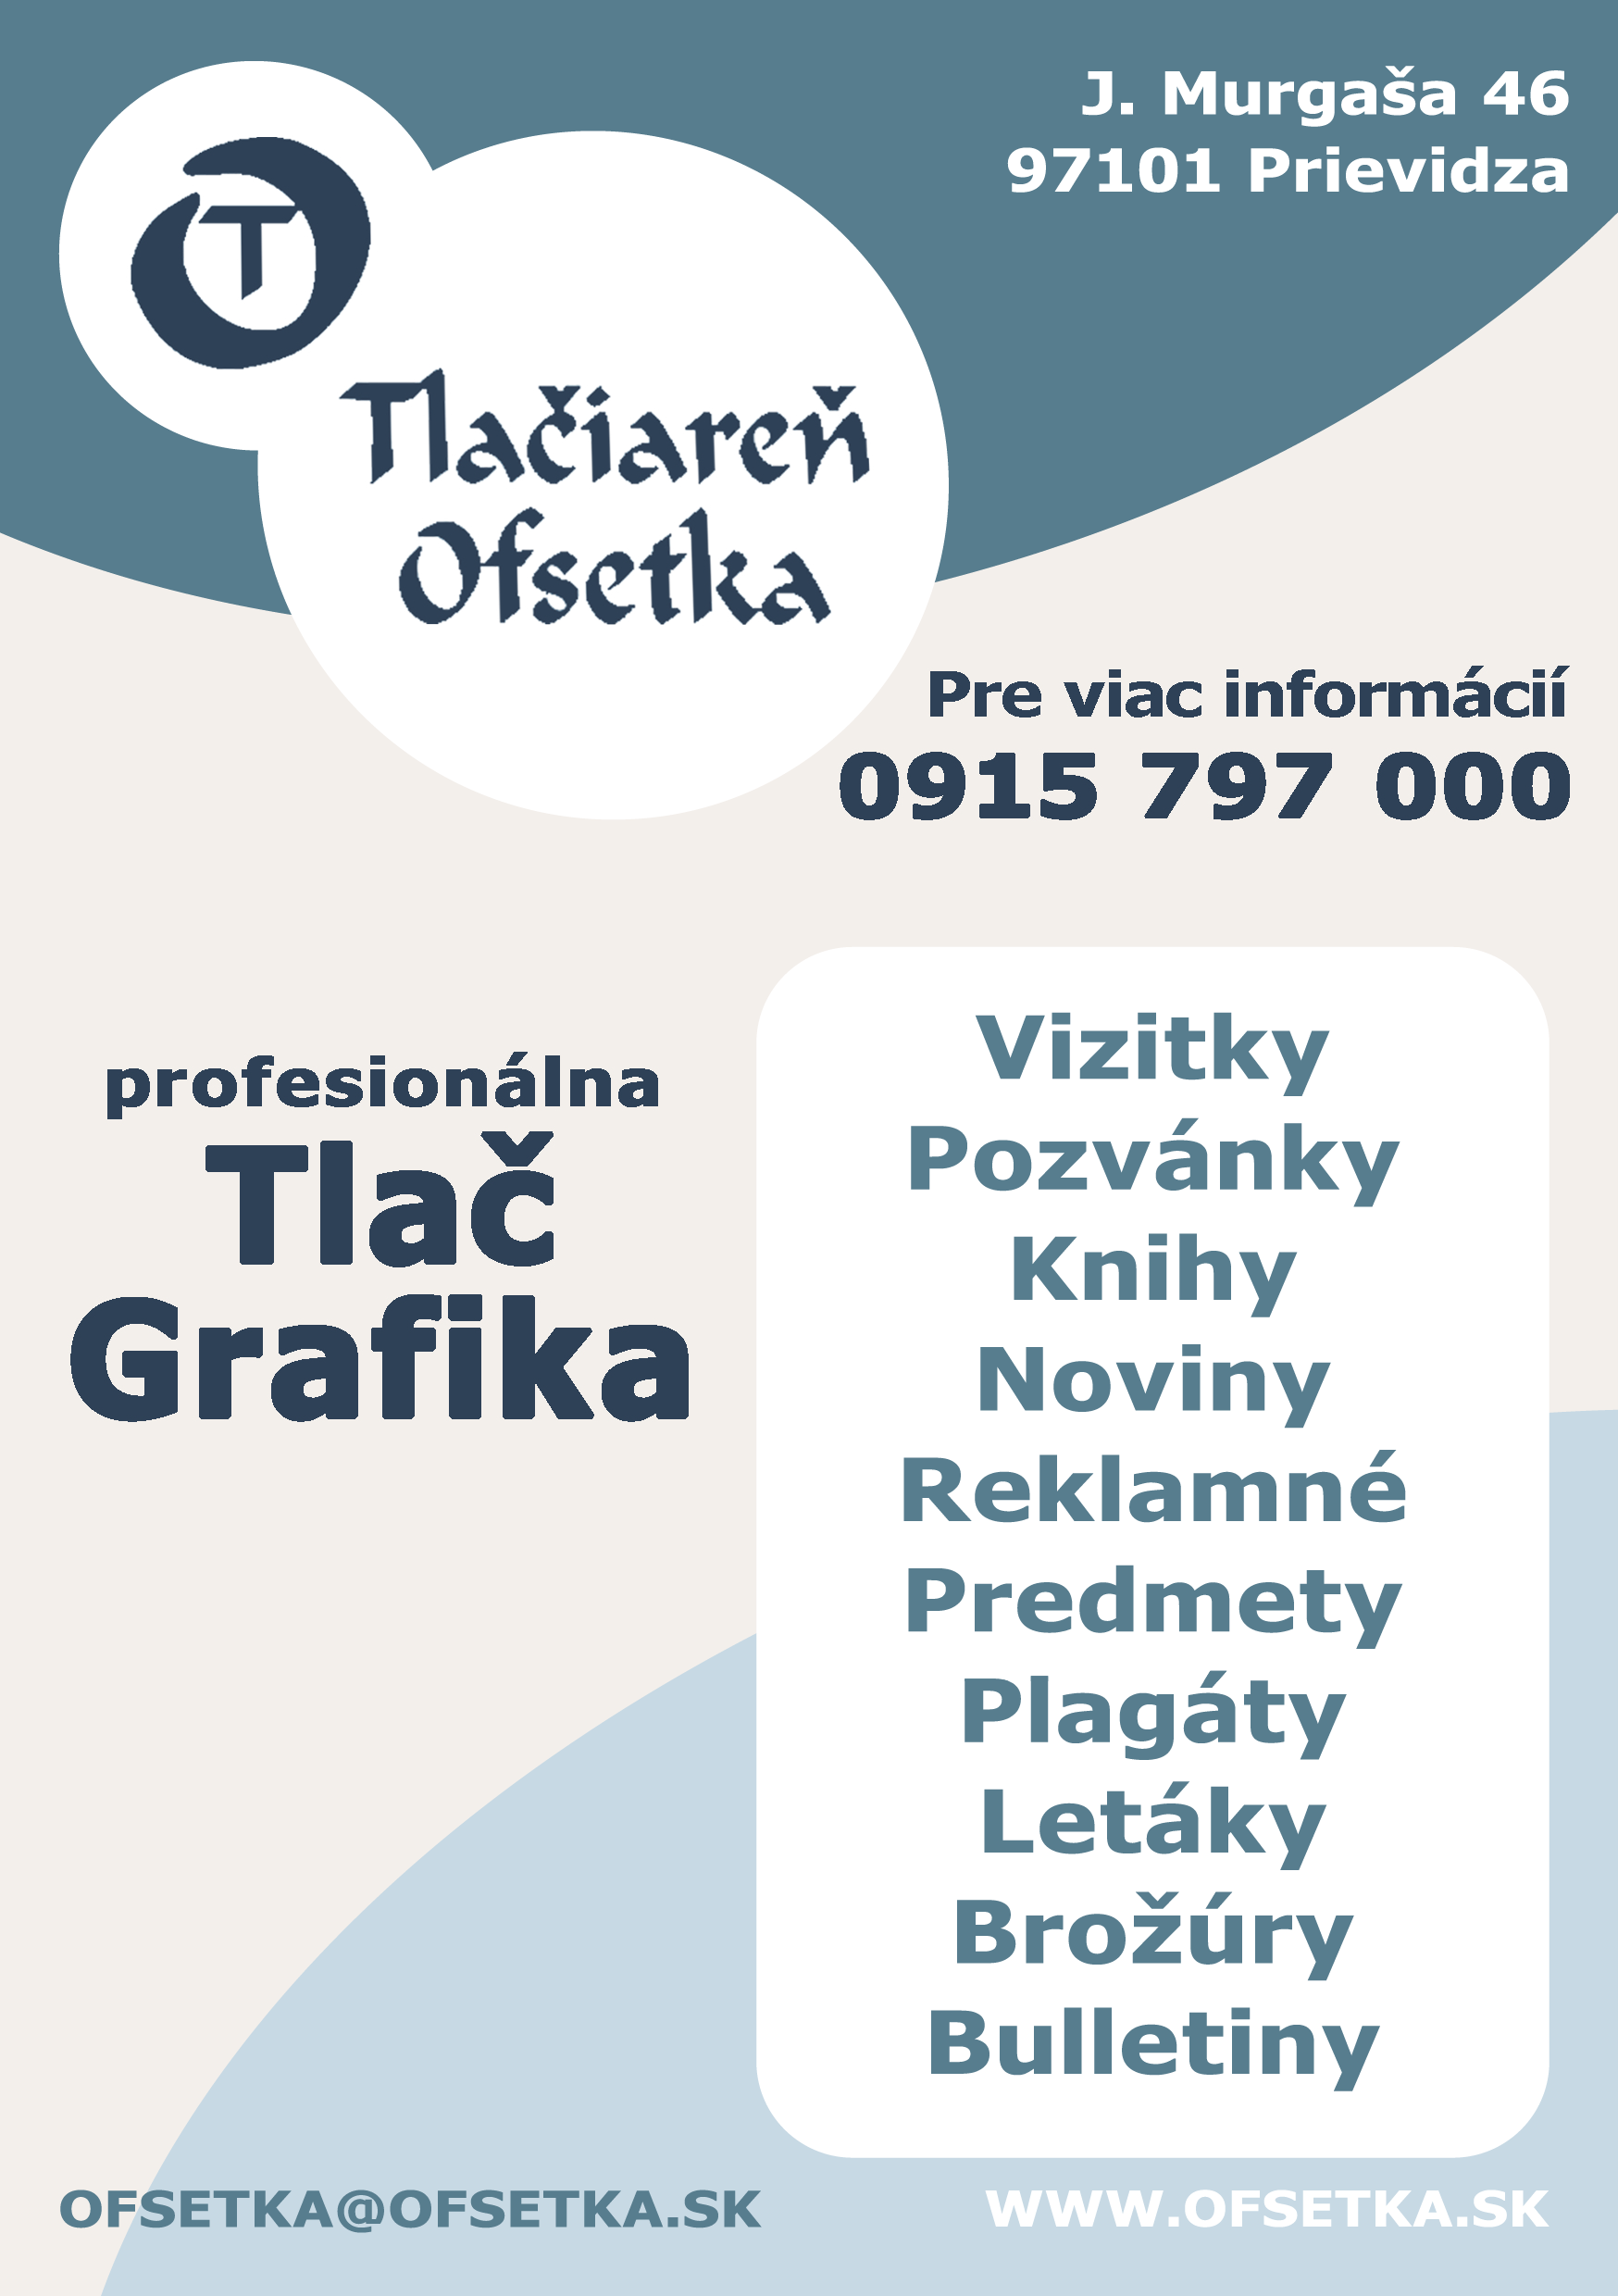 J. Murgaša 46
97101 Prievidza
OT
Tlačiareň
Ofsetka
Pre viac informácií
0915 797 000
profesionálna
Tlač
Grafika
Vizitky
Pozvánky
Knihy
Noviny
Reklamné
Predmety
Plagáty
Letáky
Brožúry
Bulletiny
OFSETKA@OFSETKA.SK
WWW.OFSETKA.SK